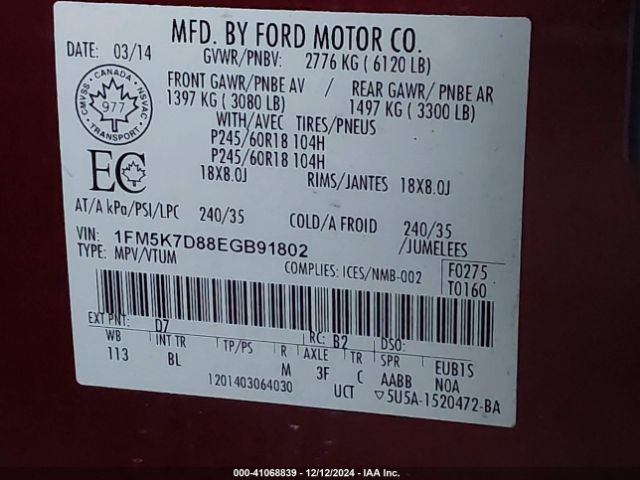 MFD. BY FORD MOTOR CO.
DATE: 03/14 GVWR/PNBV: 2776 KG ( 6120 LB)
FRONT GAWR/PNBE AV / REAR GAWR/ PNBE AR
1397 KG ( 3080 LB) 1497 KG ( 3300 LB)
CMVSS · CANADA · NSVAC
977
TRANSPORT
WITH/AVEC TIRES/PNEUS
P245/60R18 104H
P245/60R18 104H
EC
18X8.0J RIMS/JANTES 18X8.0J
AT/A kPa/PSI/LPC 240/35 COLD/A FROID 240/35
VIN: 1FM5K7D88EGB91802 /JUMELEES
TYPE: MPV/VTUM
COMPLIES: ICES/NMB-002 F0275
T0160
EXT PNT: D7 RC: B2 DSO:
WB INT TR TP/PS R AXLE TR SPR EUB1S
113 BL M 3F C AABB NOA
1201403064030 O UCT ▽5U5A-1520472-BA
000-41068839 - 12/12/2024 - IAA Inc.